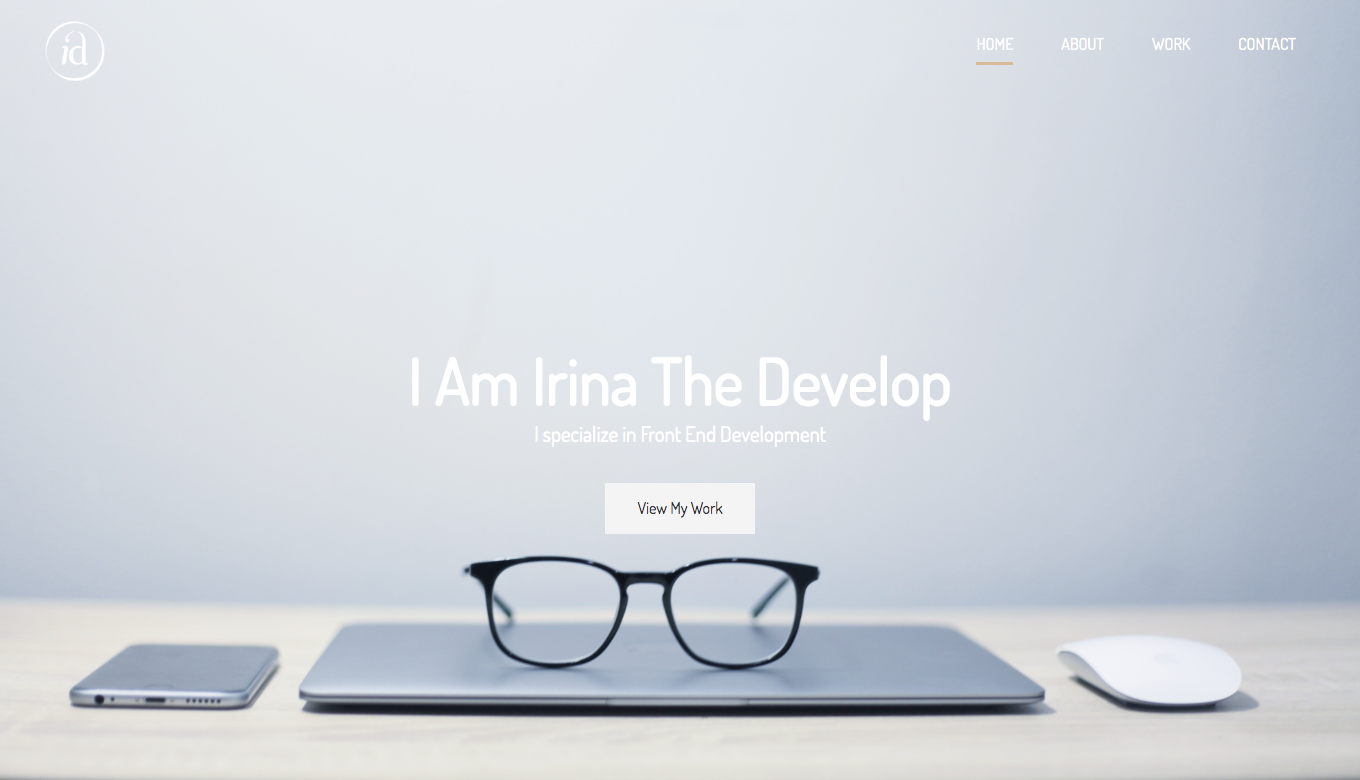 id
HOME ABOUT WORK CONTACT
I Am Irina The Develop
I specialize in Front End Development
View My Work